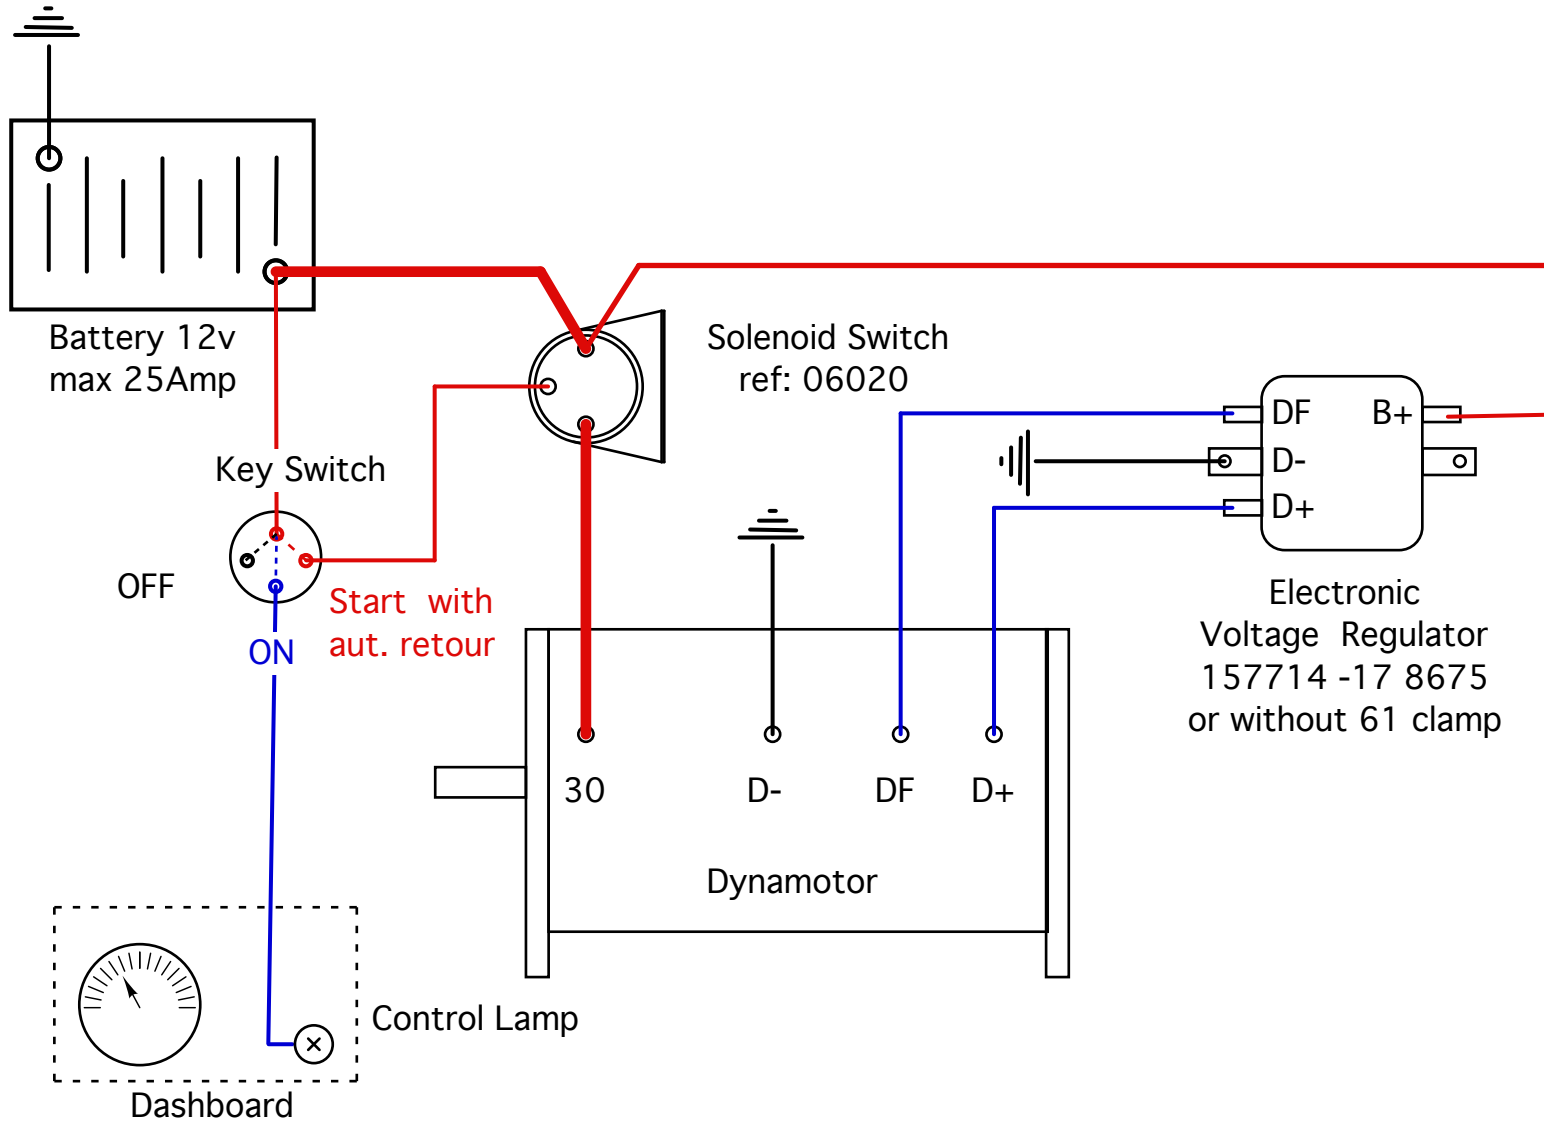 Battery 12v
max 25Amp
Solenoid Switch
ref: 06020
Key Switch
OFF
Start with
aut. retour
ON
DF B+
D-
D+
Electronic
Voltage Regulator
157714 -17 8675
or without 61 clamp
30 D- DF D+
Dynamotor
Control Lamp
Dashboard